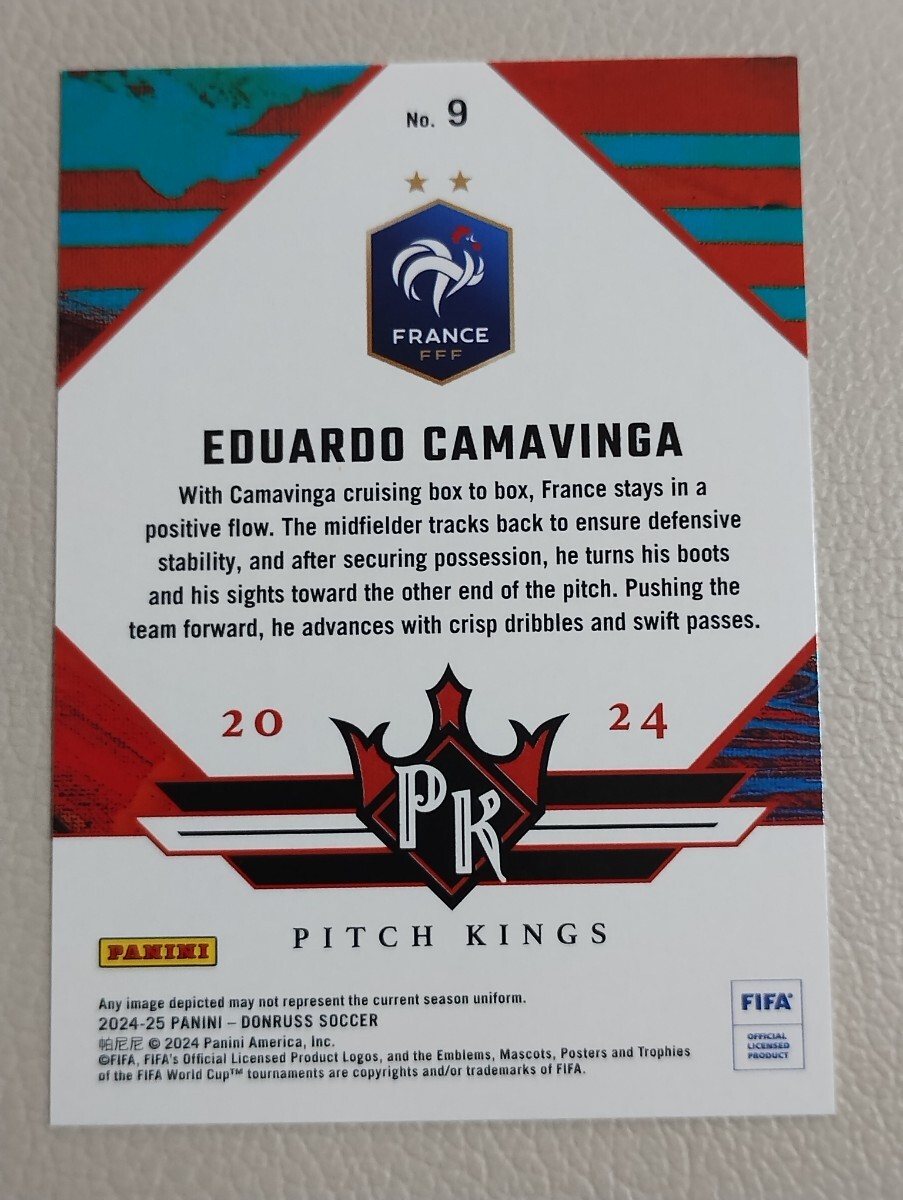 No. 9
FRANCE
FFF
EDUARDO CAMAVINGA
With Camavinga cruising box to box, France stays in a
positive flow. The midfielder tracks back to ensure defensive
stability, and after securing possession, he turns his boots
and his sights toward the other end of the pitch. Pushing the
team forward, he advances with crisp dribbles and swift passes.
20 24
PK
PITCH KINGS
PANINI
Any image depicted may not represent the current season uniform.
2024-25 PANINI – DONRUSS SOCCER
帕尼尼 © 2024 Panini America, Inc.
©FIFA, FIFA's Official Licensed Product Logos, and the Emblems, Mascots, Posters and Trophies
of the FIFA World Cup™ tournaments are copyrights and/or trademarks of FIFA.
FIFA®
OFFICIAL
LICENSED
PRODUCT